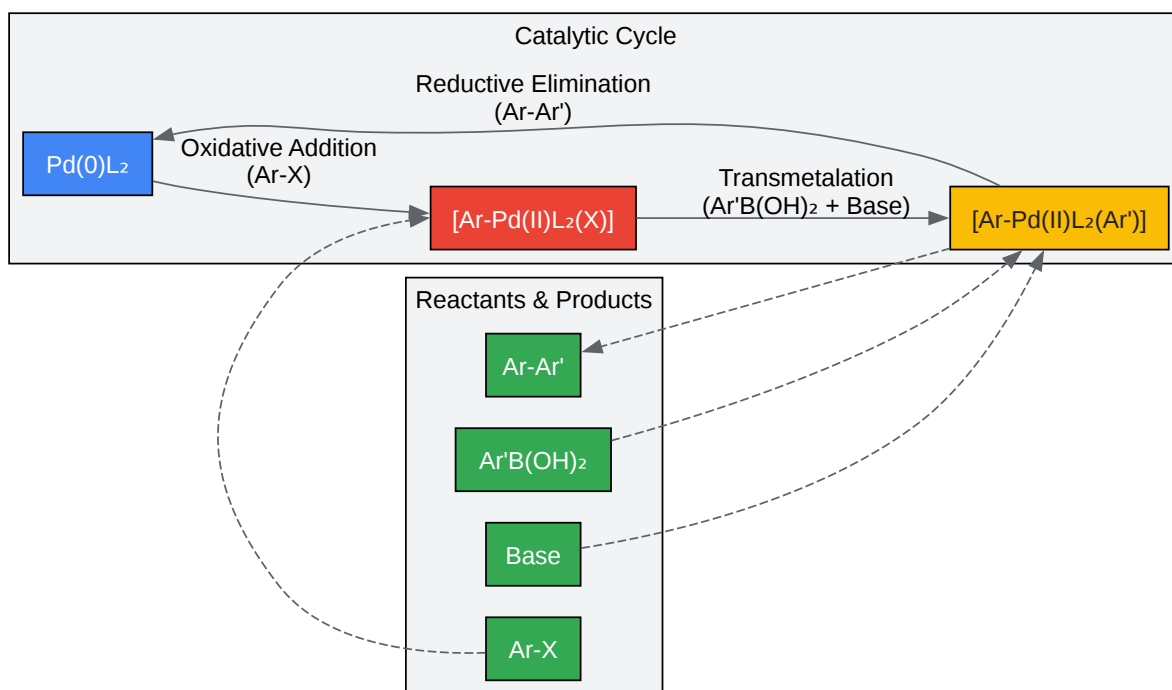 Catalytic Cycle
Reductive Elimination
(Ar-Ar')
Pd(0)L₂
Oxidative Addition
(Ar-X)
[Ar-Pd(II)L₂(X)]
Transmetalation
(Ar'B(OH)₂ + Base)
[Ar-Pd(II)L₂(Ar')]
Reactants & Products
Ar-Ar'
Ar'B(OH)₂
Base
Ar-X